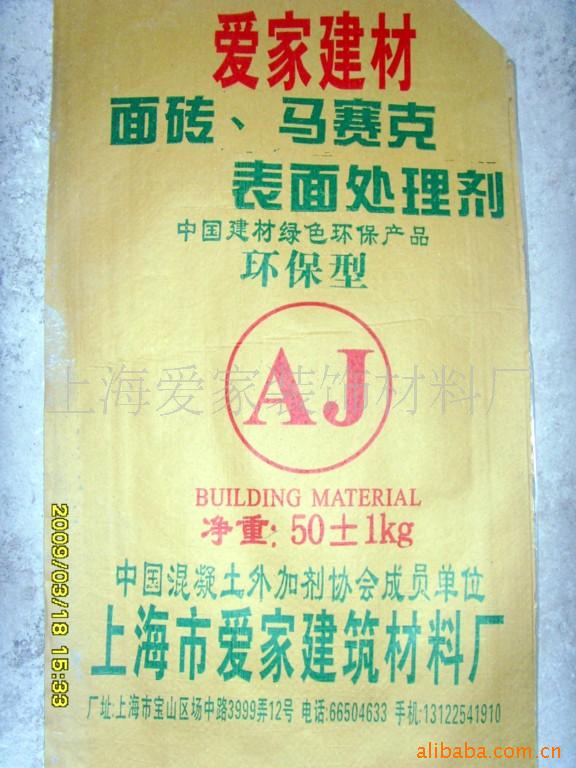 爱家建材
面砖、马赛克
表面处理剂
中国建材绿色环保产品
环保型
AJ
上海爱家装饰材料厂
BUILDING MATERIAL
净重: 50±1kg
中国混凝土外加剂协会成员单位
上海市爱家建筑材料厂
厂址:上海市宝山区场中路3999弄12号 电话:66504633 手机:13122541910
2009/03/18 15:33
alibaba.com.cn